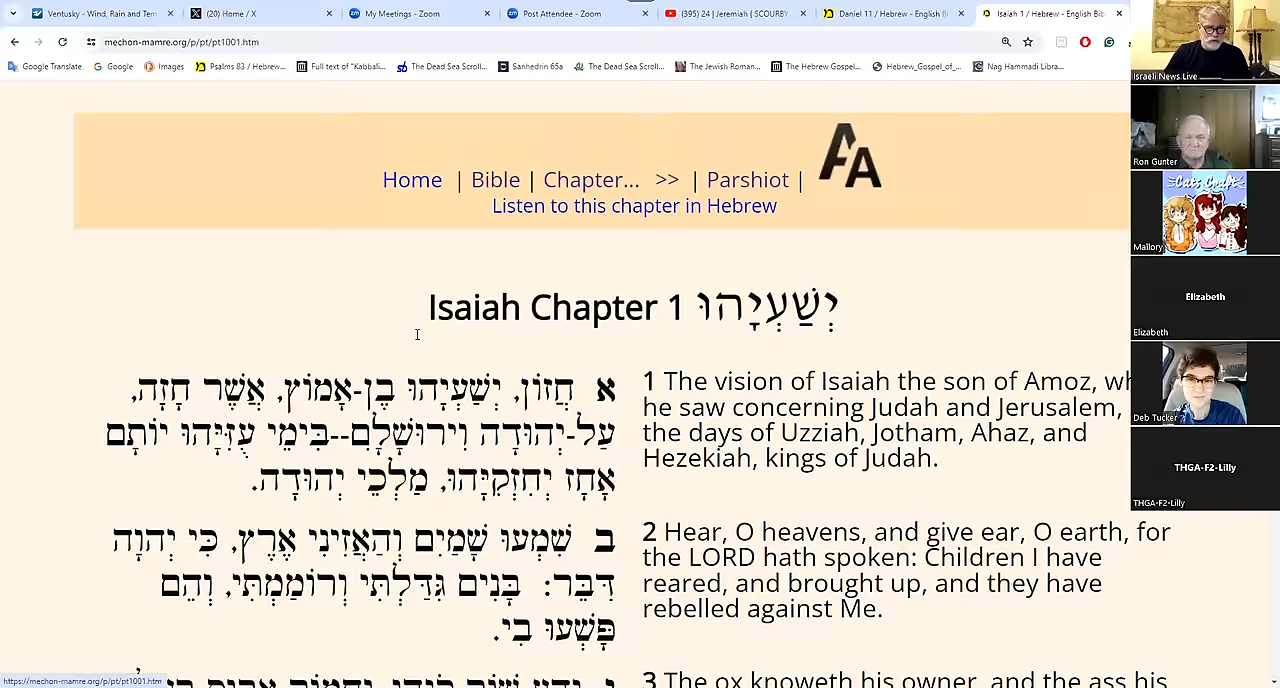 Ventusky - Wind, Rain and Tem
(20) Home / X
My Meetings - Zoom
Post Attendee - Zoom
(395) 24 | Jeremiah ( SCOURBY
Daniel 11 / Hebrew - English B
Isaiah 1 / Hebrew - English Bib
mechon-mamre.org/p/pt/pt1001.htm
Google Translate
Google
Images
Psalms 83 / Hebrew...
Full text of "Kabbali...
The Dead Sea Scroll...
Sanhedrin 65a
The Dead Sea Scroll...
The Jewish Roman...
The Hebrew Gospel...
Hebrew_Gospel_of_...
Nag Hammadi Libra...
Home | Bible | Chapter... >> | Parshiot | AA
Listen to this chapter in Hebrew
Isaiah Chapter 1 יְשַׁעְיָהוּ
א חֲזוֹן, יְשַׁעְיָהוּ בֶן-אָמוֹץ, אֲשֶׁר חָזָה,
עַל-יְהוּדָה וִירוּשָׁלִָם--בִּימֵי עֻזִּיָּהוּ יוֹתָם
אָחָז יְחִזְקִיָּהוּ, מַלְכֵי יְהוּדָה.
1 The vision of Isaiah the son of Amoz, wh
he saw concerning Judah and Jerusalem,
the days of Uzziah, Jotham, Ahaz, and
Hezekiah, kings of Judah.
ב שִׁמְעוּ שָׁמַיִם וְהַאֲזִינִי אֶרֶץ, כִּי יְהוָה
דִּבֵּר: בָּנִים גִּדַּלְתִּי וְרוֹמַמְתִּי, וְהֵם
פָּשְׁעוּ בִי.
2 Hear, O heavens, and give ear, O earth, for
the LORD hath spoken: Children I have
reared, and brought up, and they have
rebelled against Me.
3 The ox knoweth his owner, and the ass his
https://mechon-mamre.org/p/pt/pt1001.htm
Israeli News Live
Ron Gunter
Cats Craft
Mallory
Elizabeth
Elizabeth
Deb Tucker
THGA-F2-Lilly
THGA-F2-Lilly